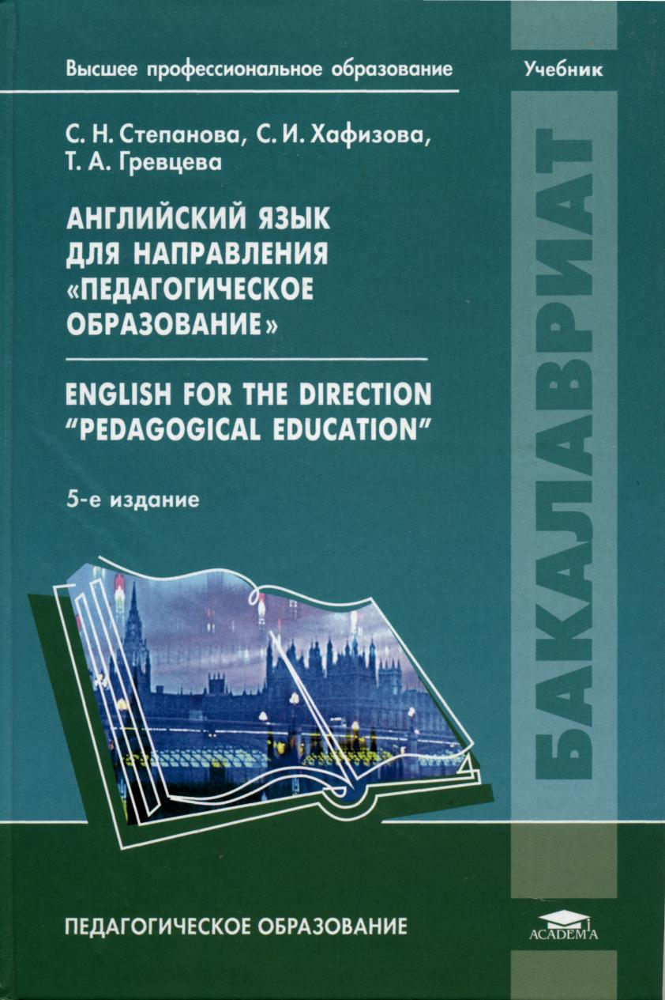 Высшее профессиональное образование
Учебник
С. Н. Степанова, С. И. Хафизова,
Т. А. Гревцева
АНГЛИЙСКИЙ ЯЗЫК
ДЛЯ НАПРАВЛЕНИЯ
«ПЕДАГОГИЧЕСКОЕ
ОБРАЗОВАНИЕ»
ENGLISH FOR THE DIRECTION
“PEDAGOGICAL EDUCATION”
5-е издание
БАКАЛАВРИАТ
ПЕДАГОГИЧЕСКОЕ ОБРАЗОВАНИЕ
ACADEMIA